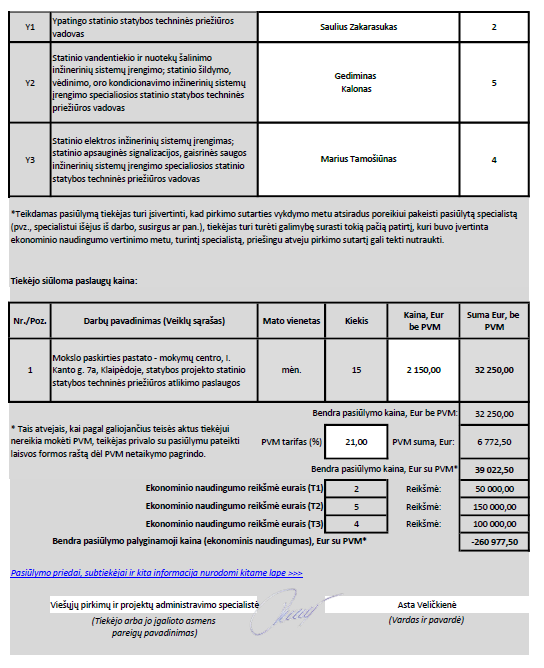 Y1 Ypatingo statinio statybos techninės priežiūros vadovas Saulius Zakarasukas 2
Y2 Statinio vandentiekio ir nuotekų šalinimo inžinerinių sistemų įrengimo; statinio šildymo, vėdinimo, oro kondicionavimo inžinerinių sistemų įrengimo specialiosios statinio statybos techninės priežiūros vadovas Gediminas Kalonas 5
Y3 Statinio elektros inžinerinių sistemų įrengimas; statinio apsauginės signalizacijos, gaisrinės saugos inžinerinių sistemų įrengimo specialiosios statinio statybos techninės priežiūros vadovas Marius Tamošiūnas 4
*Teikdamas pasiūlymą tiekėjas turi įsivertinti, kad pirkimo sutarties vykdymo metu atsiradus poreikiui pakeisti pasiūlytą specialistą
(pvz., specialistui išėjus iš darbo, susirgus ar pan.), tiekėjas turi turėti galimybę surasti tokią pačią patirtį, kuri buvo įvertinta
ekonominio naudingumo vertinimo metu, turintį specialistą, priešingu atveju pirkimo sutartį gali tekti nutraukti.
Tiekėjo siūloma paslaugų kaina:
Nr./Poz. Darbų pavadinimas (Veiklų sąrašas) Mato vienetas Kiekis Kaina, Eur be PVM Suma Eur, be PVM
1 Mokslo paskirties pastato - mokymų centro, I. Kanto g. 7a, Klaipėdoje, statybos projekto statinio statybos techninės priežiūros atlikimo paslaugos mėn. 15 2 150,00 32 250,00
Bendra pasiūlymo kaina, Eur be PVM: 32 250,00
* Tais atvejais, kai pagal galiojančius teisės aktus tiekėjui
nereikia mokėti PVM, teikėjas privalo su pasiūlymu pateikti
laisvos formos raštą dėl PVM netaikymo pagrindo.
PVM tarifas (%) 21,00 PVM suma, Eur: 6 772,50
Bendra pasiūlymo kaina, Eur su PVM* 39 022,50
Ekonominio naudingumo reikšmė eurais (T1) 2 Reikšmė: 50 000,00
Ekonominio naudingumo reikšmė eurais (T2) 5 Reikšmė: 150 000,00
Ekonominio naudingumo reikšmė eurais (T3) 4 Reikšmė: 100 000,00
Bendra pasiūlymo palyginamoji kaina (ekonominis naudingumas), Eur su PVM* -260 977,50
Pasiūlymo priedai, subtiekėjai ir kita informacija nurodomi kitame lape >>>
Viešųjų pirkimų ir projektų administravimo specialistė Asta Veličkienė
(Tiekėjo arba jo įgalioto asmens
pareigų pavadinimas)
(Vardas ir pavardė)